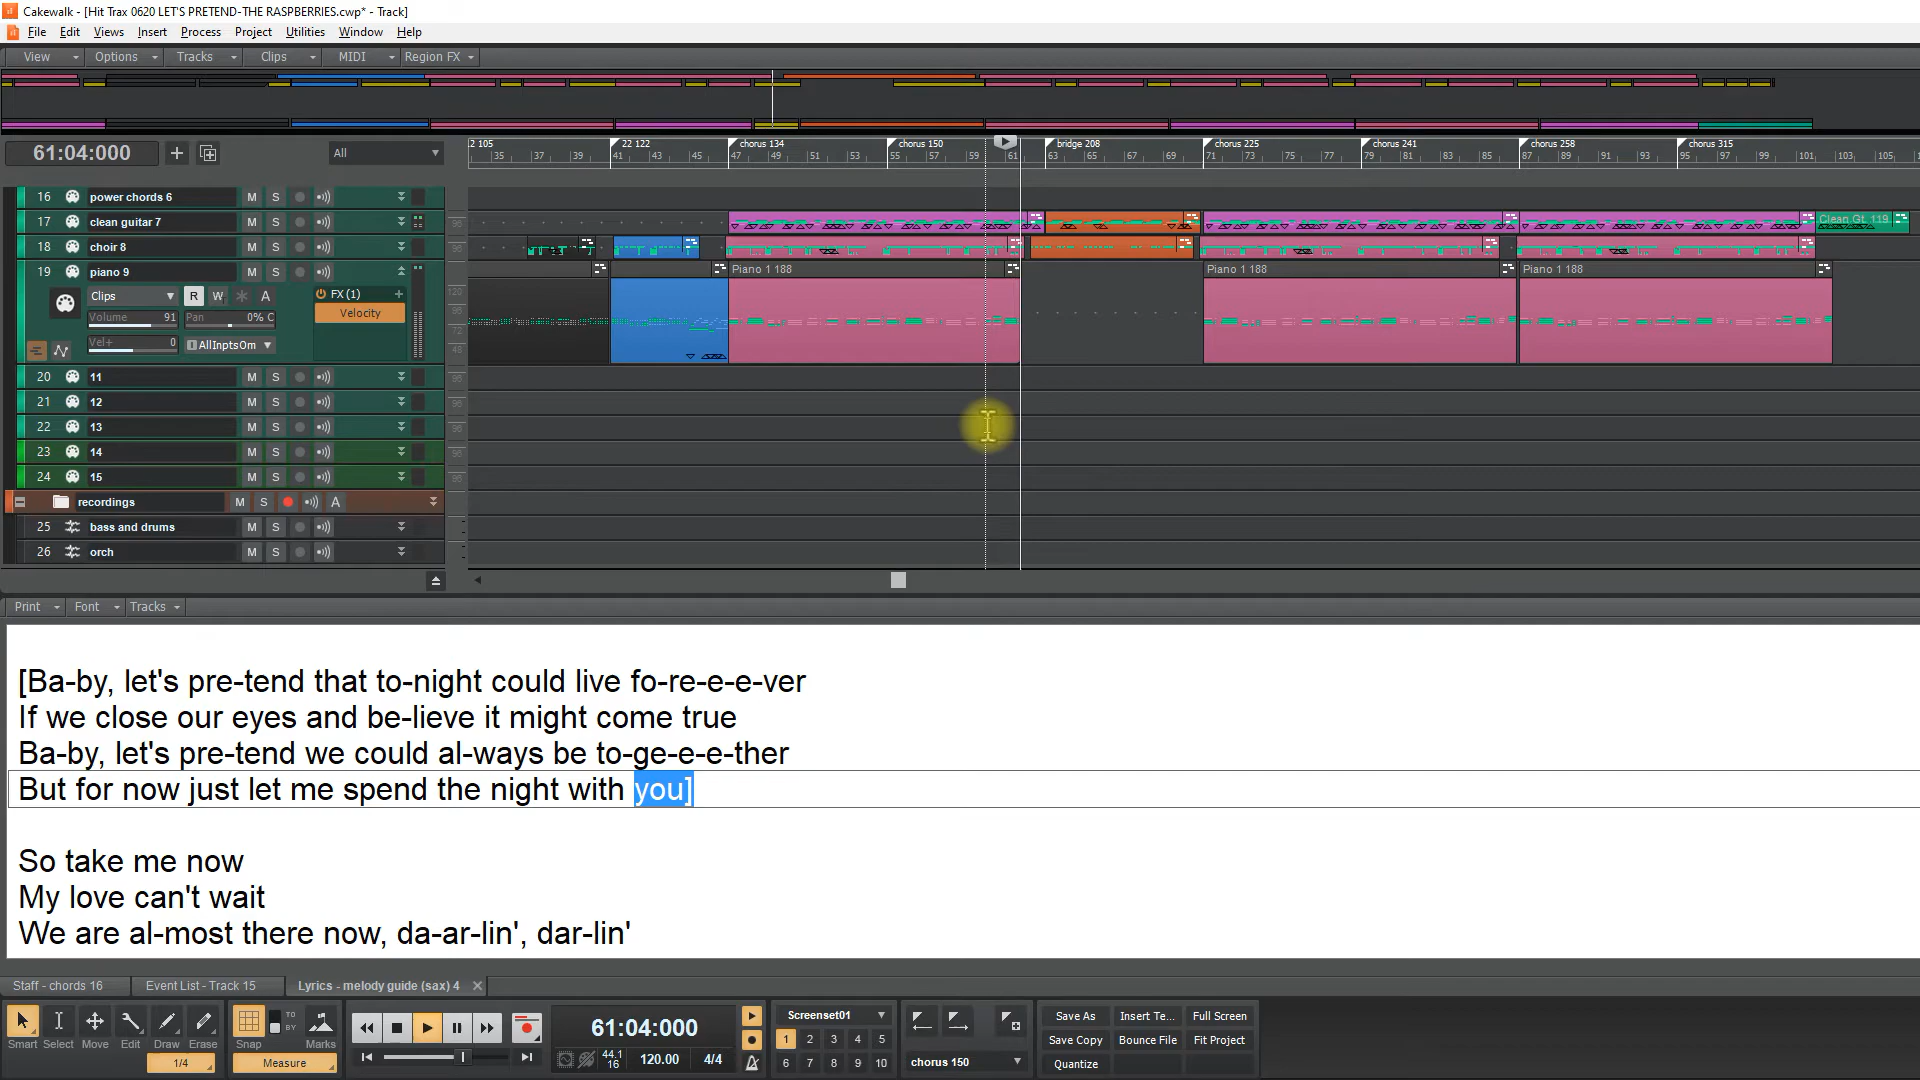 Cakewalk - [Hit Trax 0620 LET'S PRETEND-THE RASPBERRIES.cwp* - Track]
File Edit Views Insert Process Project Utilities Window Help
View Options Tracks Clips MIDI Region FX
61:04:000 All
2 105 22 122 chorus 134 chorus 150 bridge 208 chorus 225 chorus 241 chorus 258 chorus 315
35 37 39 41 43 45 47 49 51 53 55 57 59 61 63 65 67 69 71 73 75 77 79 81 83 85 87 89 91 93 95 97 99 101 103 105
16 power chords 6 M S
17 clean guitar 7 M S Clean Gt. 119
18 choir 8 M S
19 piano 9 M S Piano 1 188 Piano 1 188 Piano 1 188
Clips R W A FX (1)
Volume 91 Pan 0% C Velocity
Vel+ 0 AllInptsOm
20 11 M S
21 12 M S
22 13 M S
23 14 M S
24 15 M S
recordings M S A
25 bass and drums M S
26 orch M S
Print Font Tracks
[Ba-by, let's pre-tend that to-night could live fo-re-e-e-ver
If we close our eyes and be-lieve it might come true
Ba-by, let's pre-tend we could al-ways be to-ge-e-e-ther
But for now just let me spend the night with you]
So take me now
My love can't wait
We are al-most there now, da-ar-lin', dar-lin'
Staff - chords 16 Event List - Track 15 Lyrics - melody guide (sax) 4
Smart Select Move Edit Draw Erase Snap TO BY Marks
1/4 Measure
61:04:000
44.1 16 120.00 4/4
Screenset01
1 2 3 4 5
6 7 8 9 10
chorus 150
Save As Insert Te... Full Screen
Save Copy Bounce File Fit Project
Quantize